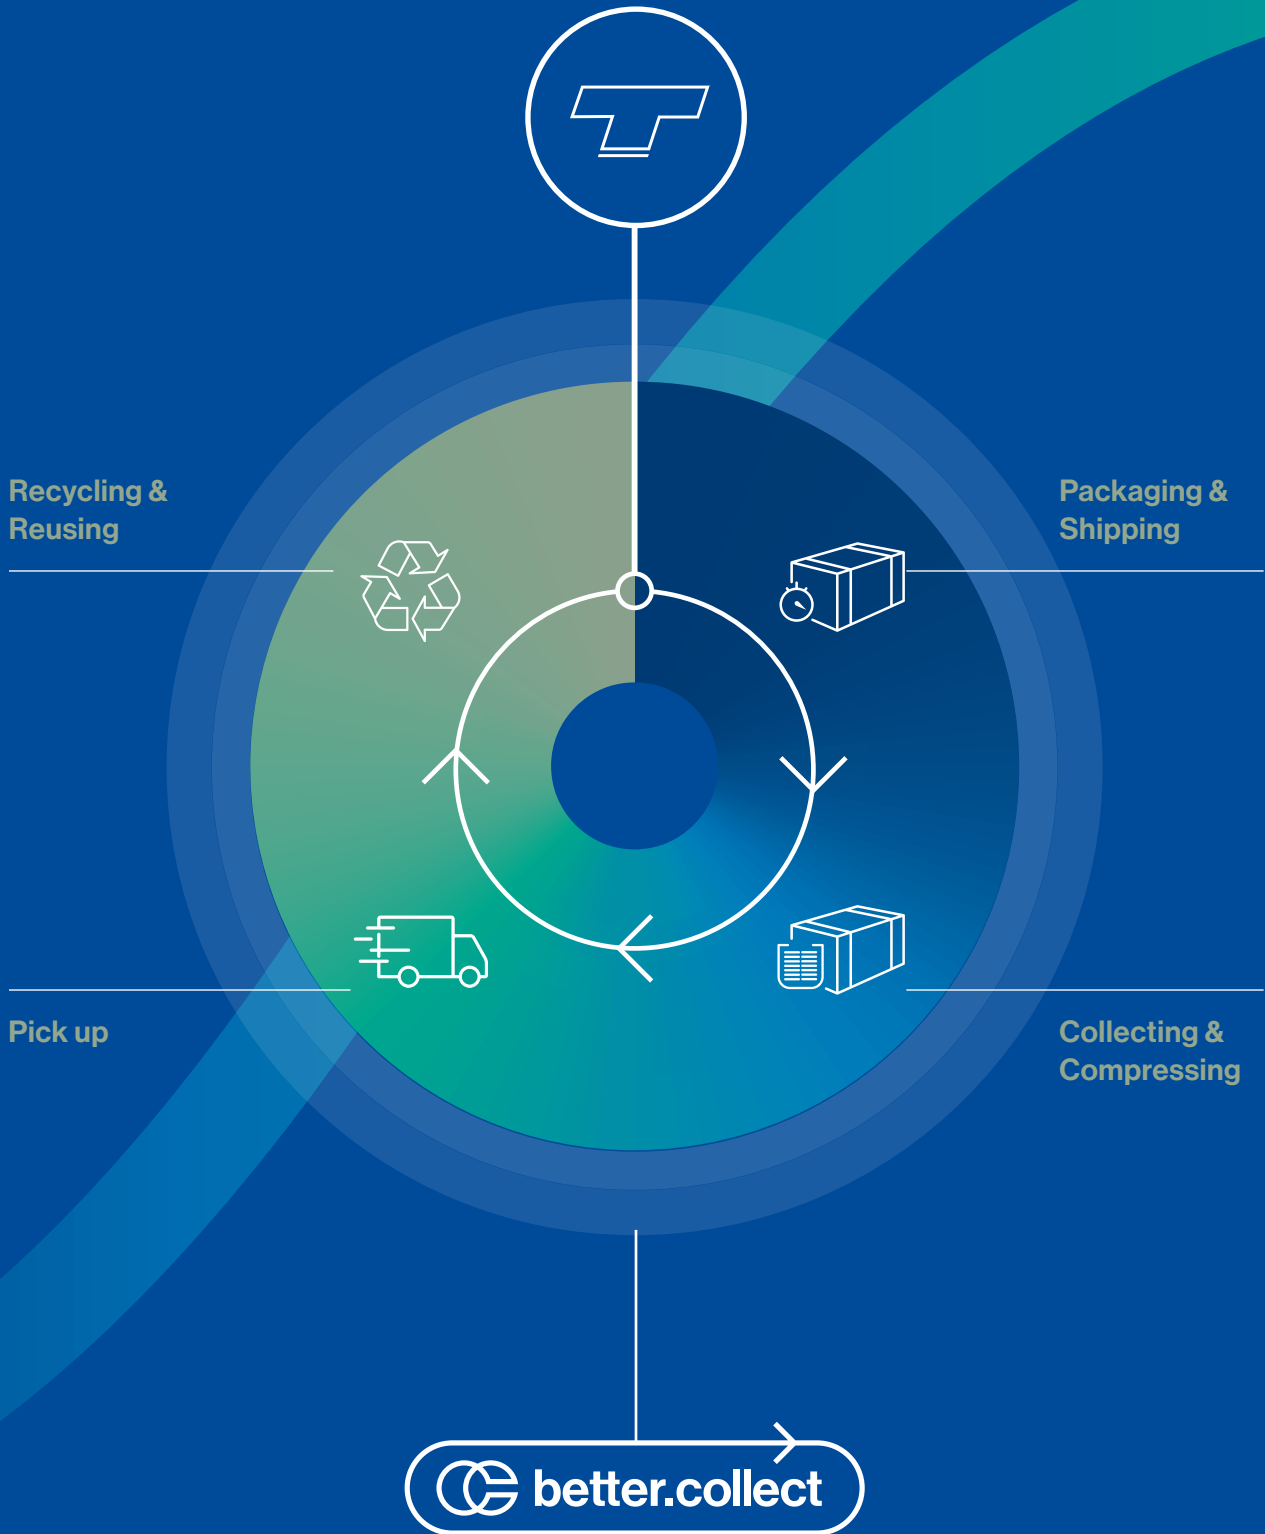 Recycling &
Reusing
Packaging &
Shipping
Pick up
Collecting &
Compressing
better.collect